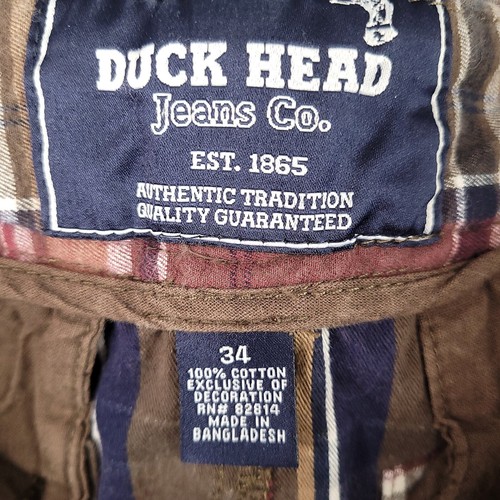 DUCK HEAD
Jeans Co.
EST. 1865
AUTHENTIC TRADITION
QUALITY GUARANTEED
34
100% COTTON
EXCLUSIVE OF
DECORATION
RN# 82814
MADE IN
BANGLADESH